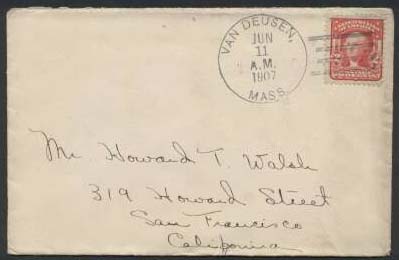 VAN DEUSEN,
JUN
11
A.M.
1907
MASS.
Mr. Howard T. Walsh
319 Howard Street
San Francisco
California